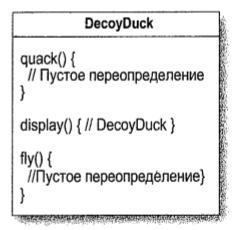 DecoyDuck
quack() {
// Пустое переопределение
}
display() { // DecoyDuck }
fly() {
//Пустое переопределение}
}